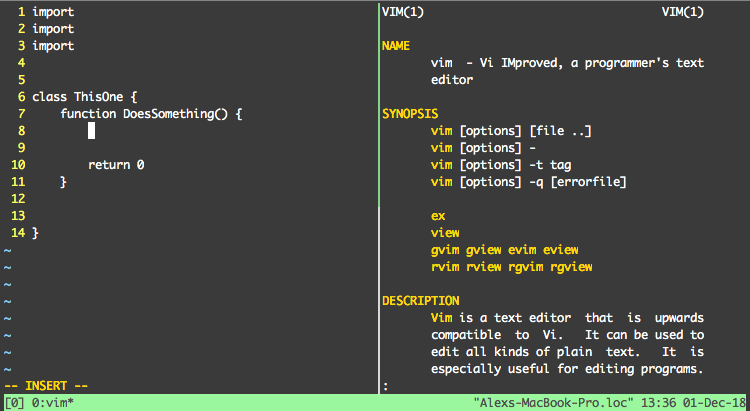 1 import
2 import
3 import
4
5
6 class ThisOne {
7     function DoesSomething() {
8
9
10         return 0
11     }
12
13
14 }
~
~
~
~
~
~
~
~
-- INSERT --
VIM(1)                                  VIM(1)
NAME
       vim  - Vi IMproved, a programmer's text
       editor
SYNOPSIS
       vim [options] [file ..]
       vim [options] -
       vim [options] -t tag
       vim [options] -q [errorfile]
       ex
       view
       gvim gview evim eview
       rvim rview rgvim rgview
DESCRIPTION
       Vim is a text editor  that  is  upwards
       compatible  to  Vi.   It can be used to
       edit all kinds of plain  text.   It  is
       especially useful for editing programs.
:
[0] 0:vim*                "Alexs-MacBook-Pro.loc" 13:36 01-Dec-18